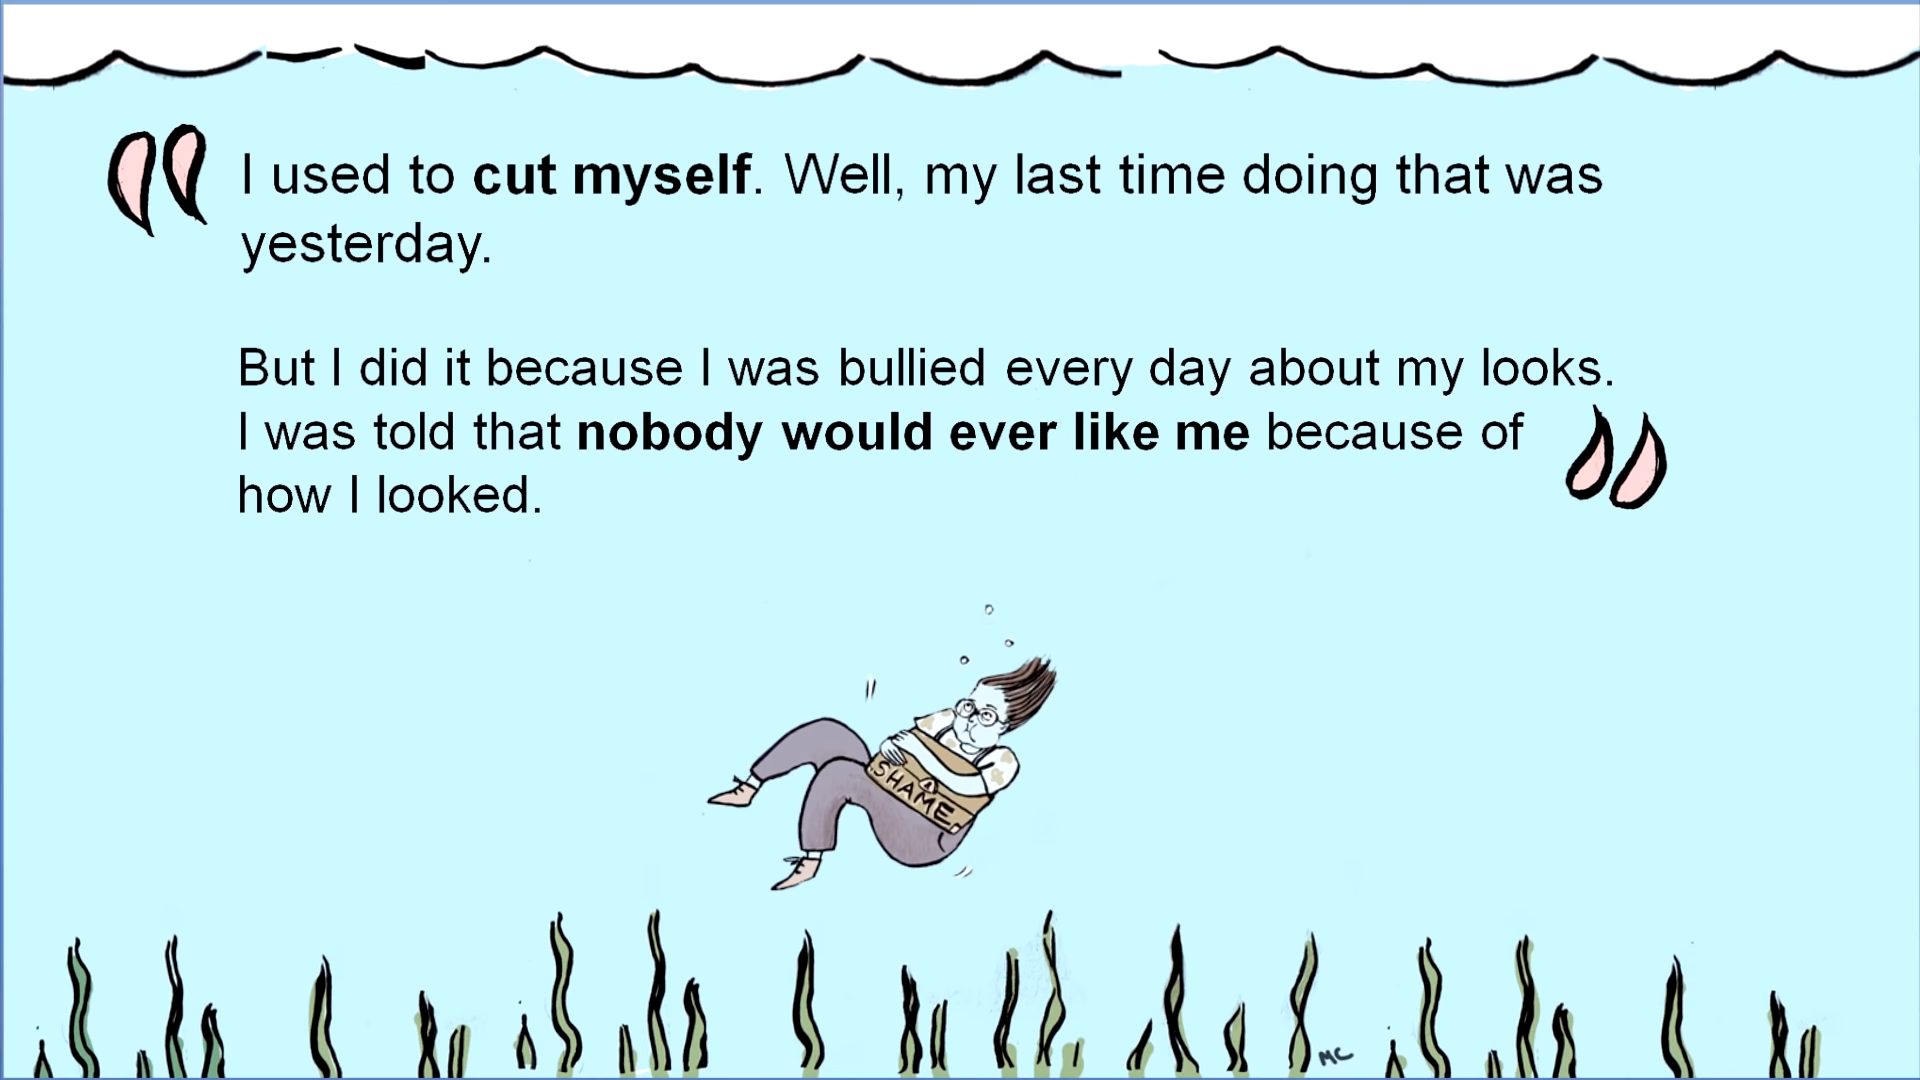 I used to cut myself. Well, my last time doing that was
yesterday.
But I did it because I was bullied every day about my looks.
I was told that nobody would ever like me because of
how I looked.
SHAME
MC